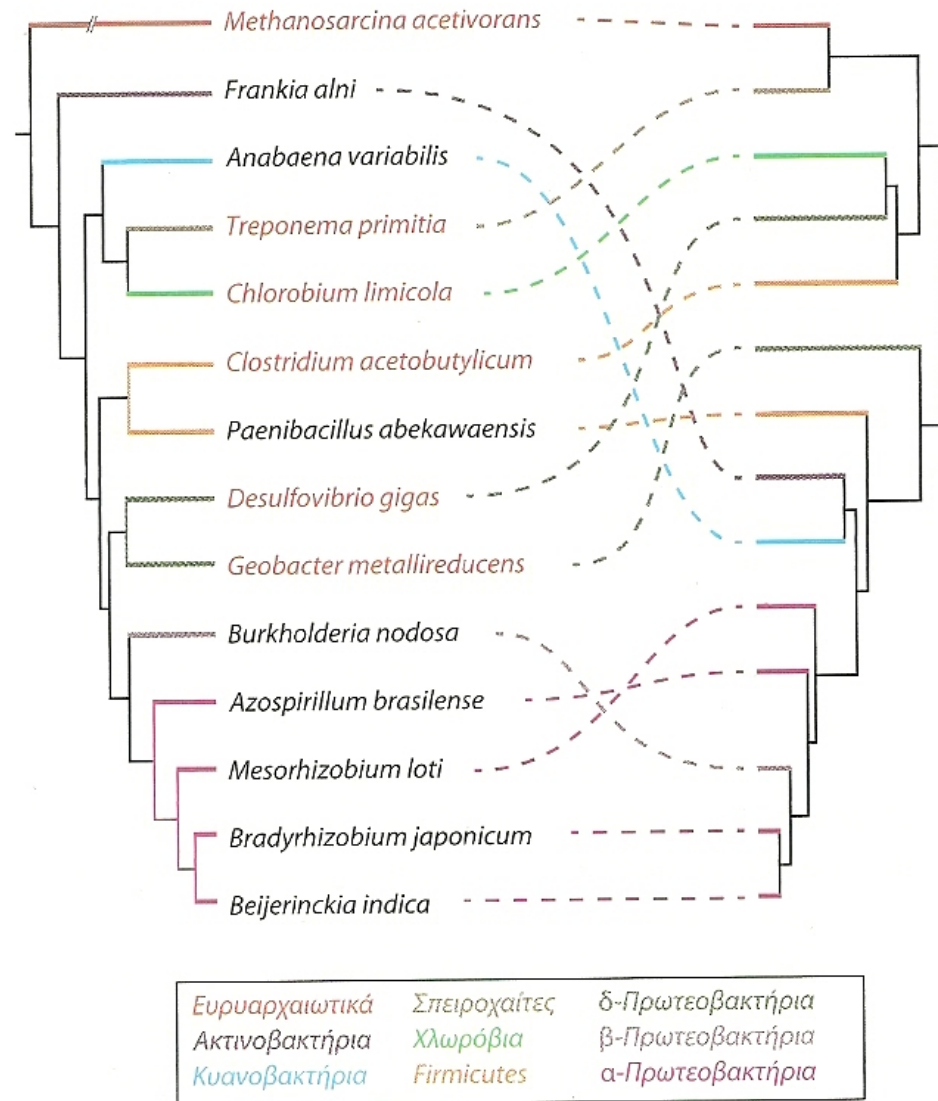 Methanosarcina acetivorans
Frankia alni
Anabaena variabilis
Treponema primitia
Chlorobium limicola
Clostridium acetobutylicum
Paenibacillus abekawaensis
Desulfovibrio gigas
Geobacter metallireducens
Burkholderia nodosa
Azospirillum brasilense
Mesorhizobium loti
Bradyrhizobium japonicum
Beijerinckia indica
Ευρυαρχαιωτικά Σπειροχαίτες δ-Πρωτεοβακτήρια
Ακτινοβακτήρια Χλωρόβια β-Πρωτεοβακτήρια
Κυανοβακτήρια Firmicutes α-Πρωτεοβακτήρια